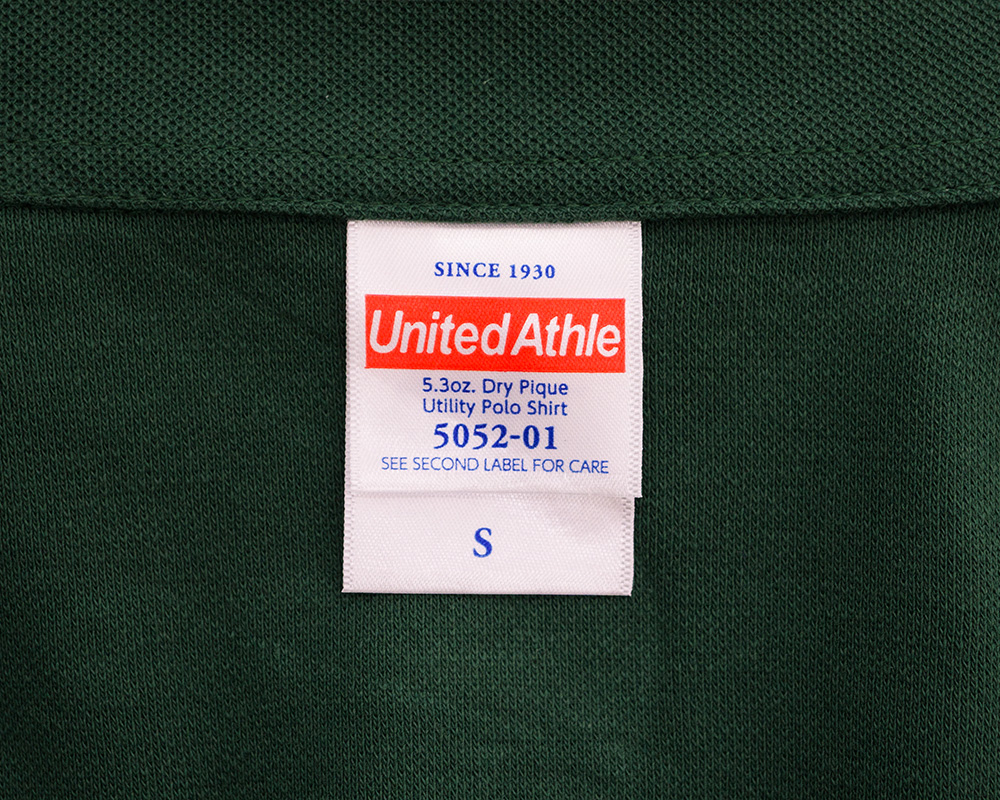 SINCE 1930
United Athle
5.3oz. Dry Pique
Utility Polo Shirt
5052-01
SEE SECOND LABEL FOR CARE
S